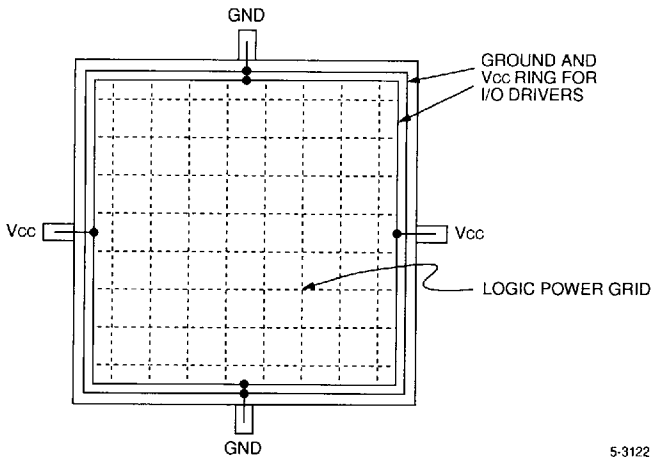 GND
GROUND AND
Vcc RING FOR
I/O DRIVERS
Vcc
Vcc
LOGIC POWER GRID
GND
5-3122